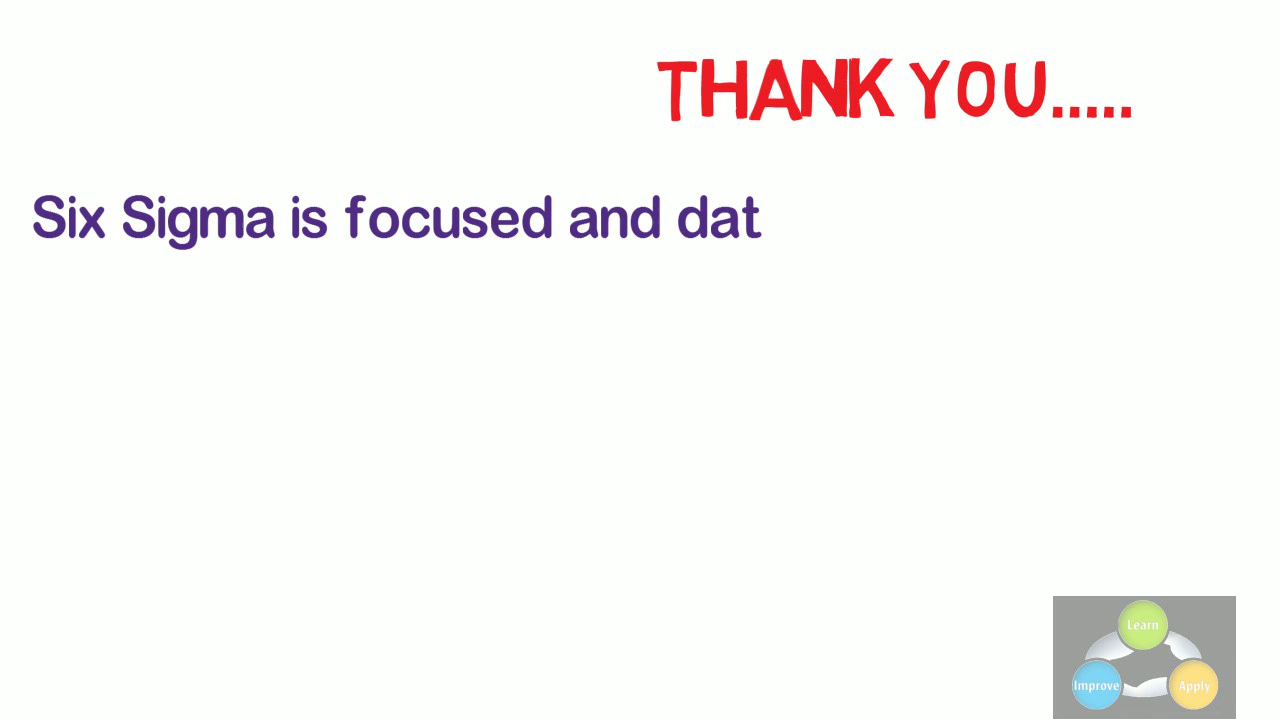 THANK YOU.....
Six Sigma is focused and dat
Learn
Improve
Apply